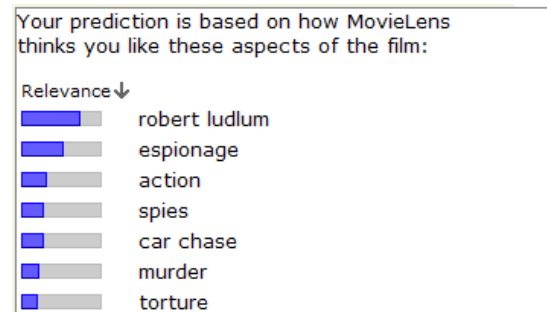 Your prediction is based on how MovieLens
thinks you like these aspects of the film:
Relevance
robert ludlum
espionage
action
spies
car chase
murder
torture